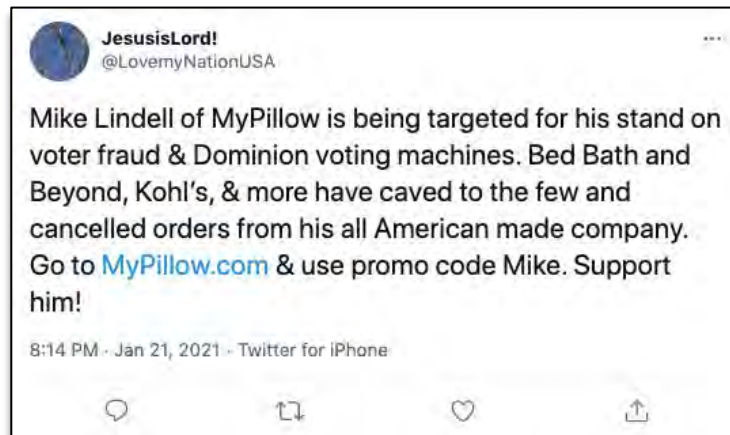 JesusisLord!
@LovemyNationUSA
Mike Lindell of MyPillow is being targeted for his stand on
voter fraud & Dominion voting machines. Bed Bath and
Beyond, Kohl's, & more have caved to the few and
cancelled orders from his all American made company.
Go to MyPillow.com & use promo code Mike. Support
him!
8:14 PM · Jan 21, 2021 · Twitter for iPhone